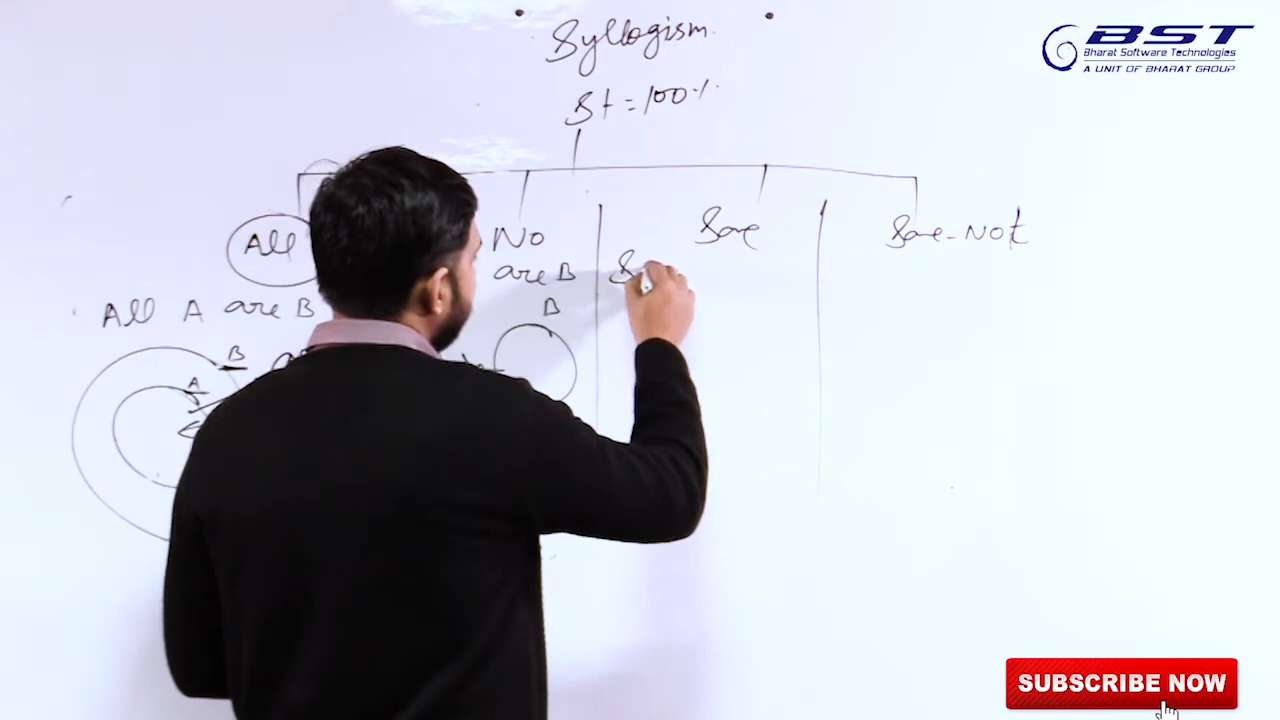 Syllogism.
BST
Bharat Software Technologies
A UNIT OF BHARAT GROUP
St = 100%
All
No
Some
Some-Not
are B
All A are B
B
B
A
SUBSCRIBE NOW